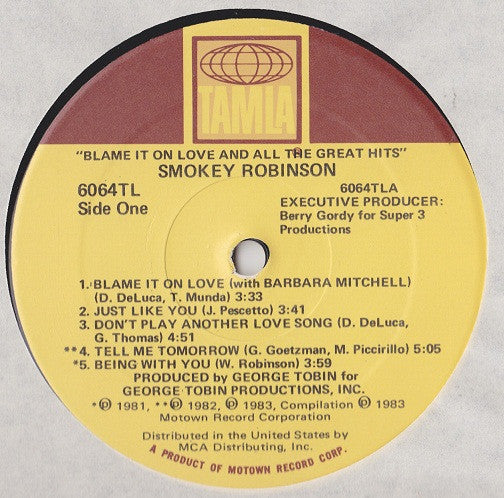 TAMLA
"BLAME IT ON LOVE AND ALL THE GREAT HITS"
SMOKEY ROBINSON
6064TL
Side One
6064TLA
EXECUTIVE PRODUCER:
Berry Gordy for Super 3
Productions
1. BLAME IT ON LOVE (with BARBARA MITCHELL)
(D. DeLuca, T. Munda) 3:33
2. JUST LIKE YOU (J. Pescetto) 3:41
3. DON'T PLAY ANOTHER LOVE SONG (D. DeLuca,
G. Thomas) 4:51
**4. TELL ME TOMORROW (G. Goetzman, M. Piccirillo) 5:05
*5. BEING WITH YOU (W. Robinson) 3:59
PRODUCED by GEORGE TOBIN for
GEORGE TOBIN PRODUCTIONS, INC.
*℗ 1981, **℗ 1982, ℗ 1983, Compilation ℗ 1983
Motown Record Corporation
Distributed in the United States by
MCA Distributing, Inc.
A PRODUCT OF MOTOWN RECORD CORP.